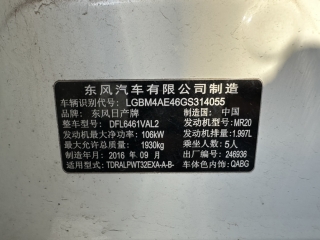 东风汽车有限公司制造
车辆识别代号: LGBM4AE46GS314055
品牌: 东风日产牌 制造国: 中国
整车型号: DFL6461VAL2 发动机型号: MR20
发动机最大净功率: 106kW 发动机排量: 1.997L
最大允许总质量: 1930kg 乘坐人数: 5人
制造年月: 2016 年 09 月 出厂编号: 246936
车型: TDRALPWT32EXA-A-B- 车体色内饰: QABG